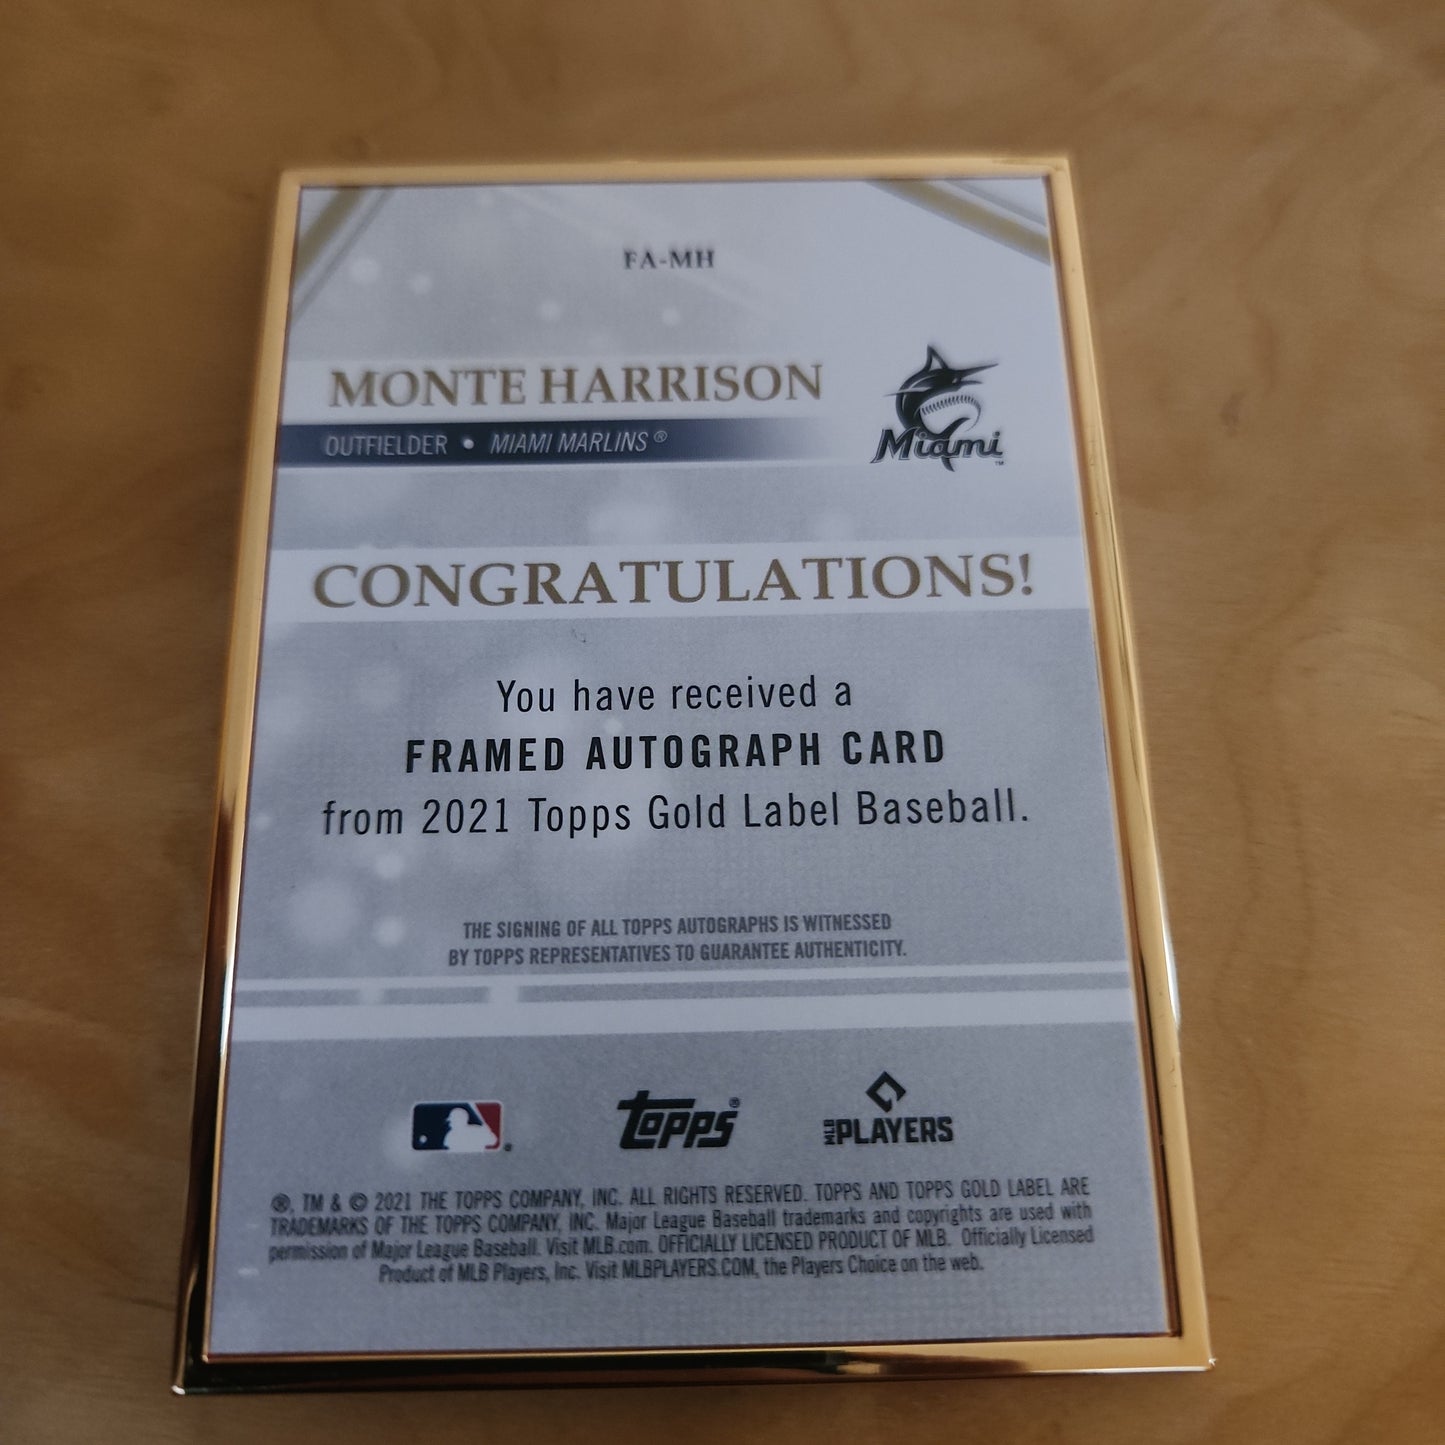 FA-MH
MONTE HARRISON
OUTFIELDER • MIAMI MARLINS®
Miami™
CONGRATULATIONS!
You have received a
FRAMED AUTOGRAPH CARD
from 2021 Topps Gold Label Baseball.
THE SIGNING OF ALL TOPPS AUTOGRAPHS IS WITNESSED
BY TOPPS REPRESENTATIVES TO GUARANTEE AUTHENTICITY.
®
TOPPS®
MLB PLAYERS
®, TM & © 2021 THE TOPPS COMPANY, INC. ALL RIGHTS RESERVED. TOPPS AND TOPPS GOLD LABEL ARE
TRADEMARKS OF THE TOPPS COMPANY, INC. Major League Baseball trademarks and copyrights are used with
permission of Major League Baseball. Visit MLB.com. OFFICIALLY LICENSED PRODUCT OF MLB. Officially Licensed
Product of MLB Players, Inc. Visit MLBPLAYERS.COM, the Players Choice on the web.